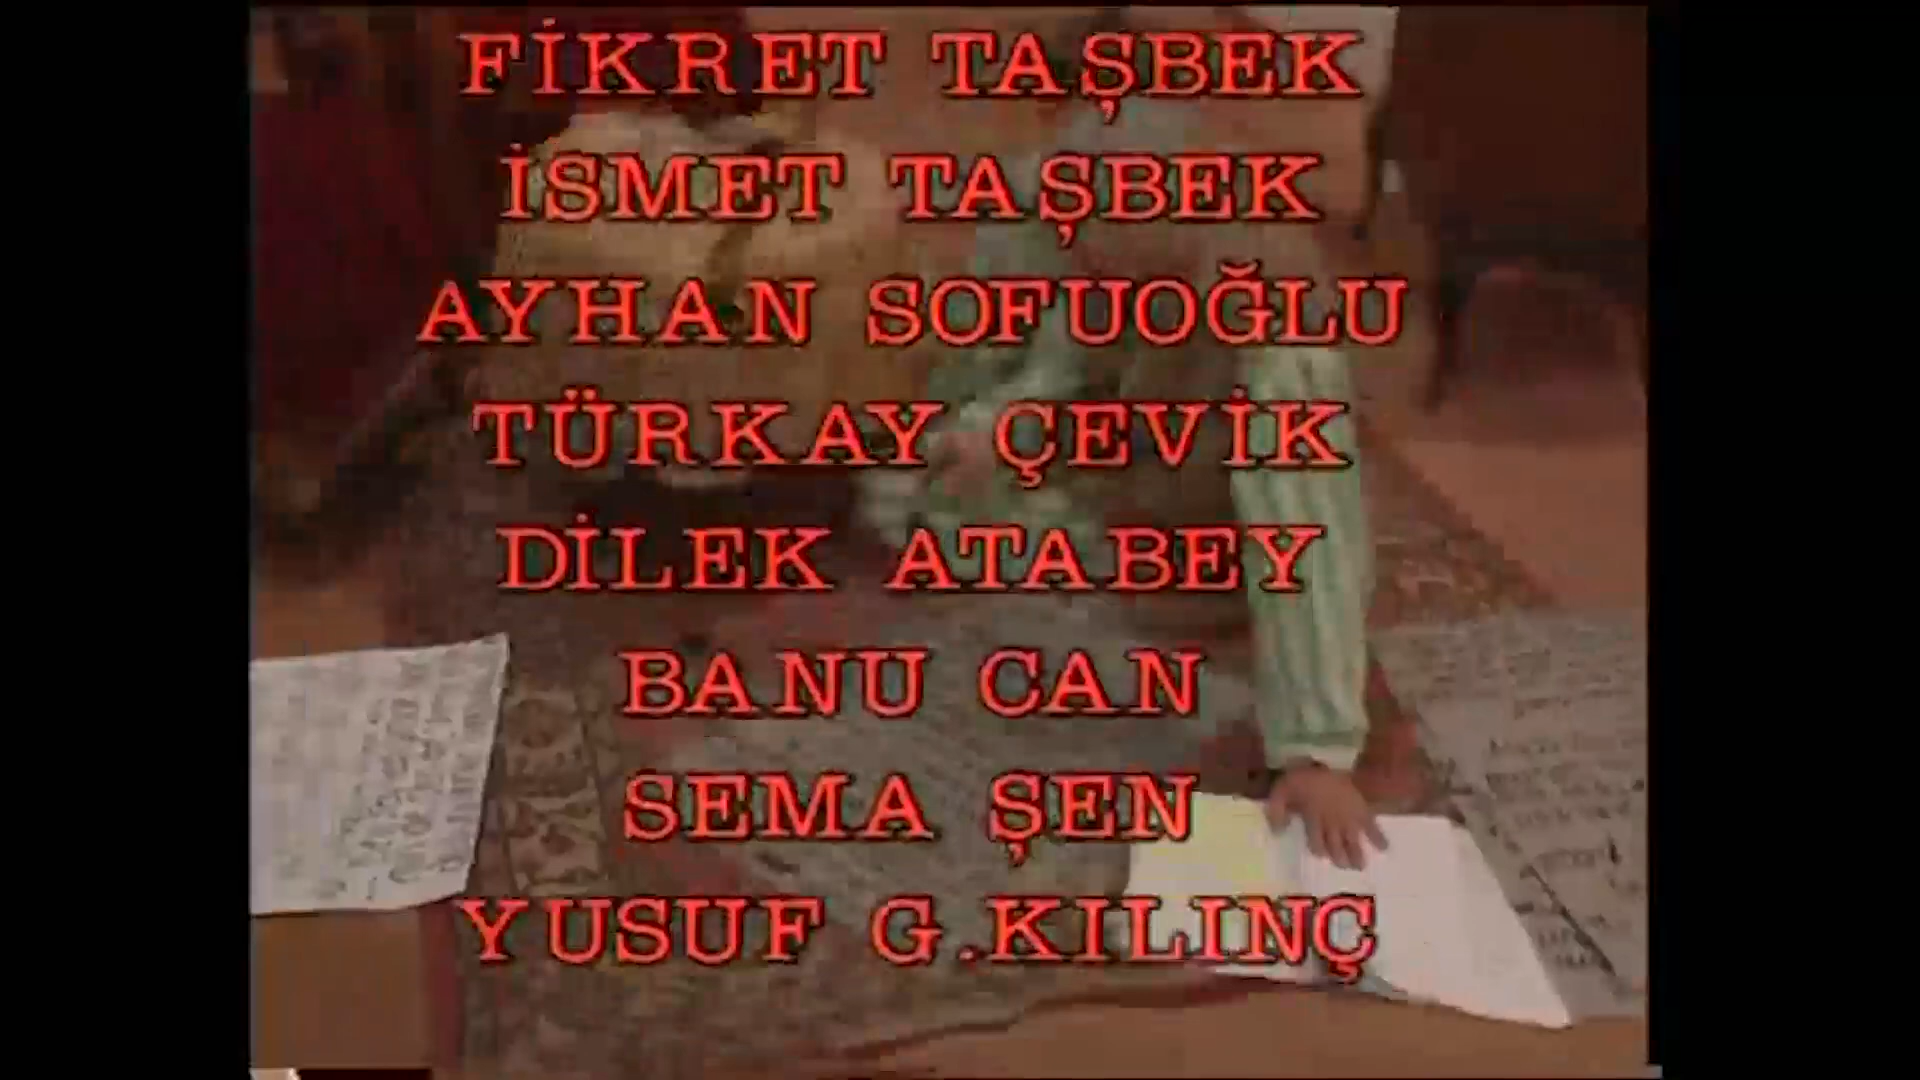 FİKRET TAŞBEK
İSMET TAŞBEK
AYHAN SOFUOĞLU
TÜRKAY ÇEVİK
DİLEK ATABEY
BANU CAN
SEMA ŞEN
YUSUF G.KILINÇ